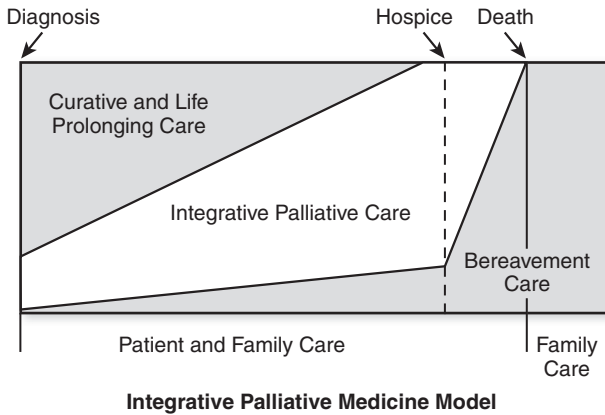 Diagnosis
Hospice
Death
Curative and Life
Prolonging Care
Integrative Palliative Care
Bereavement
Care
Patient and Family Care
Family
Care
Integrative Palliative Medicine Model